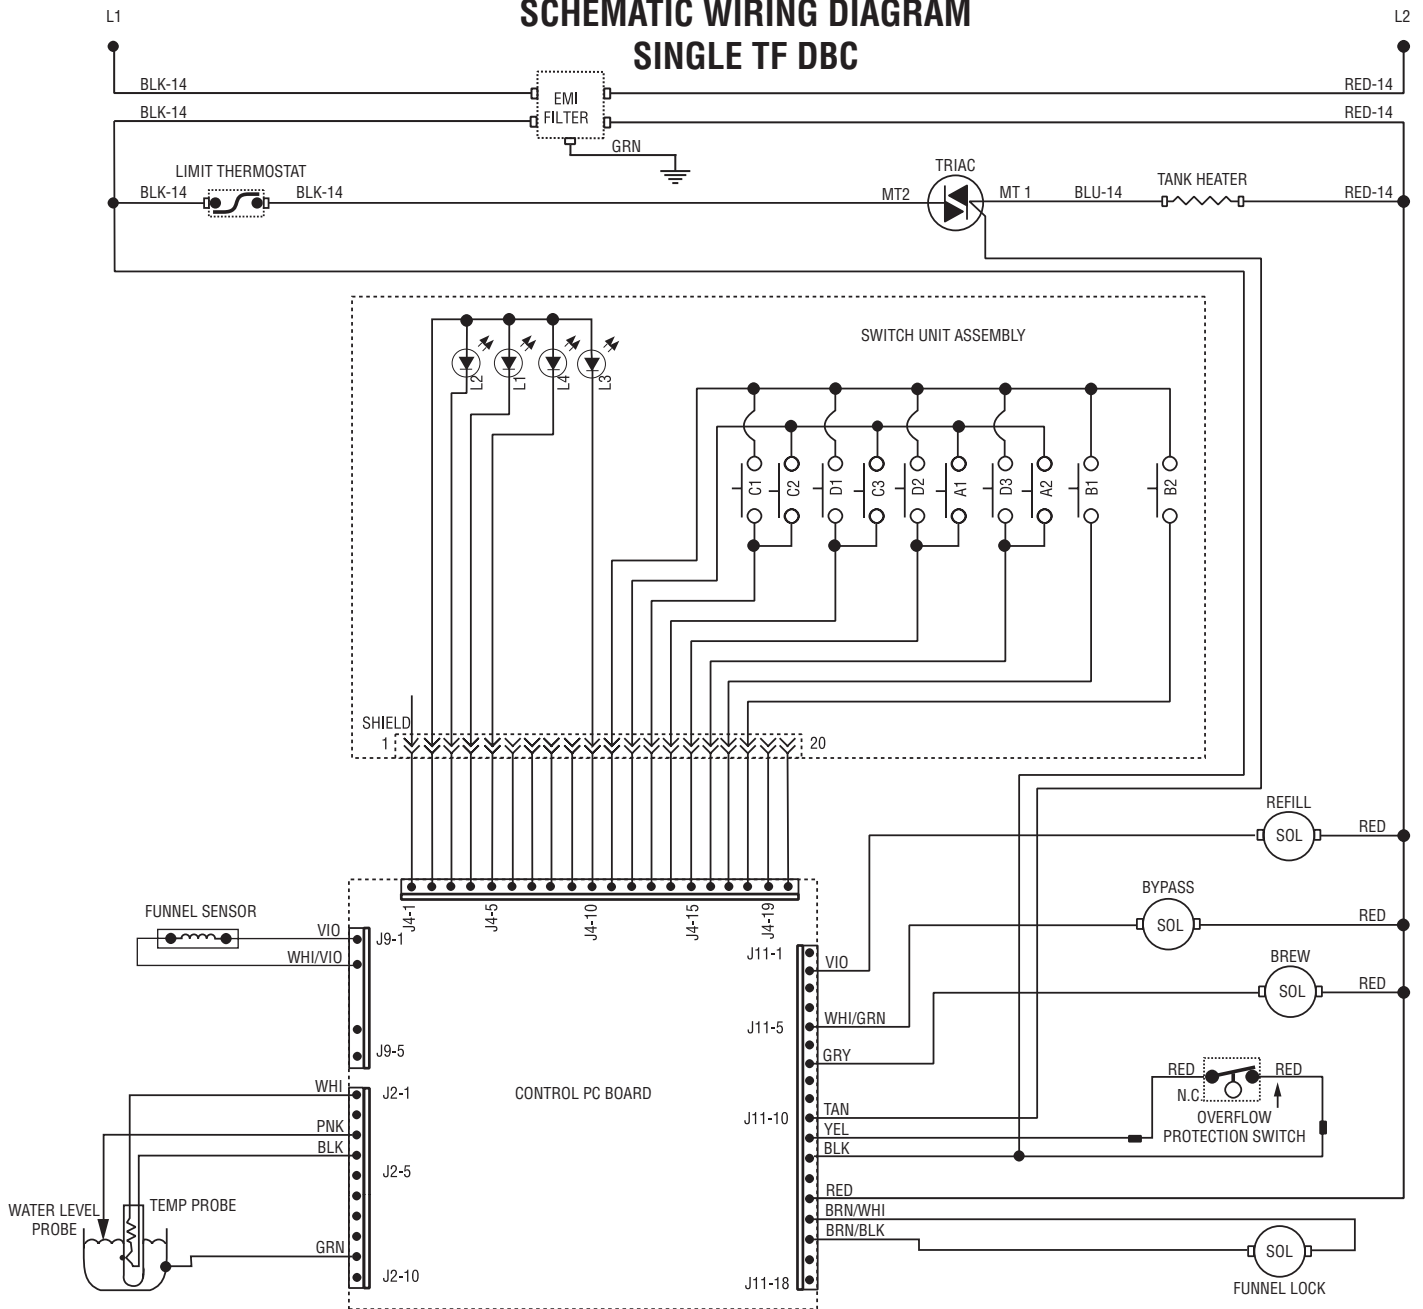 SCHEMATIC WIRING DIAGRAM
SINGLE TF DBC
L1
L2
BLK-14
RED-14
BLK-14
RED-14
EMI
FILTER
GRN
LIMIT THERMOSTAT
BLK-14
BLK-14
TRIAC
MT2
MT 1
BLU-14
TANK HEATER
RED-14
SWITCH UNIT ASSEMBLY
L2
L1
L4
L3
C1
C2
D1
C3
D2
A1
D3
A2
B1
B2
SHIELD
1
20
REFILL
SOL
RED
BYPASS
SOL
RED
BREW
SOL
RED
J4-1
J4-5
J4-10
J4-15
J4-19
FUNNEL SENSOR
VIO
J9-1
WHI/VIO
J9-5
J11-1
VIO
J11-5
WHI/GRN
GRY
WHI
J2-1
PNK
BLK
J2-5
CONTROL PC BOARD
J11-10
TAN
YEL
BLK
RED
RED
N.C.
OVERFLOW
PROTECTION SWITCH
WATER LEVEL
PROBE
TEMP PROBE
GRN
J2-10
RED
BRN/WHI
BRN/BLK
J11-18
SOL
FUNNEL LOCK